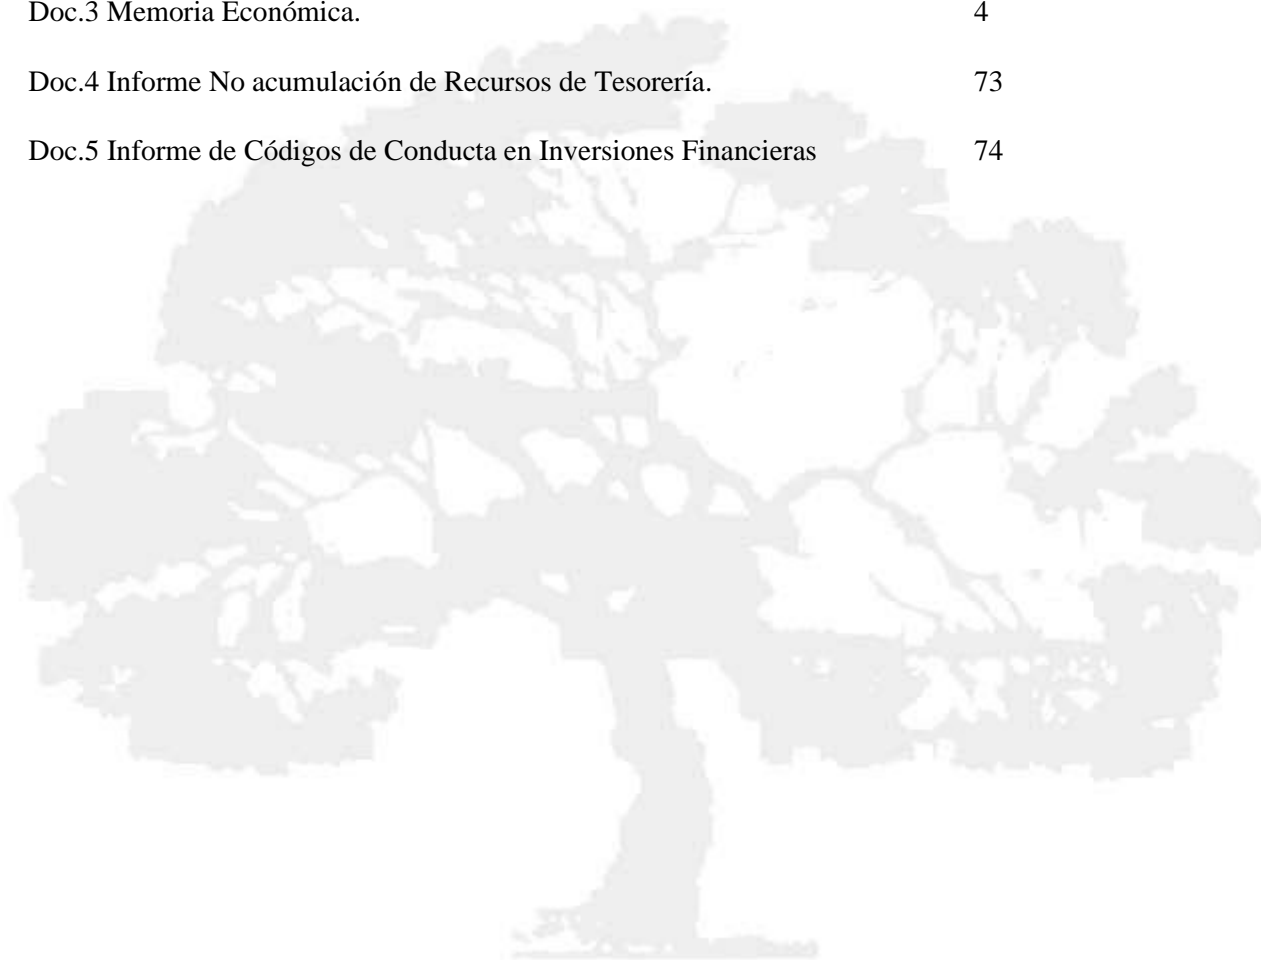 Doc.3 Memoria Económica. 4
Doc.4 Informe No acumulación de Recursos de Tesorería. 73
Doc.5 Informe de Códigos de Conducta en Inversiones Financieras 74